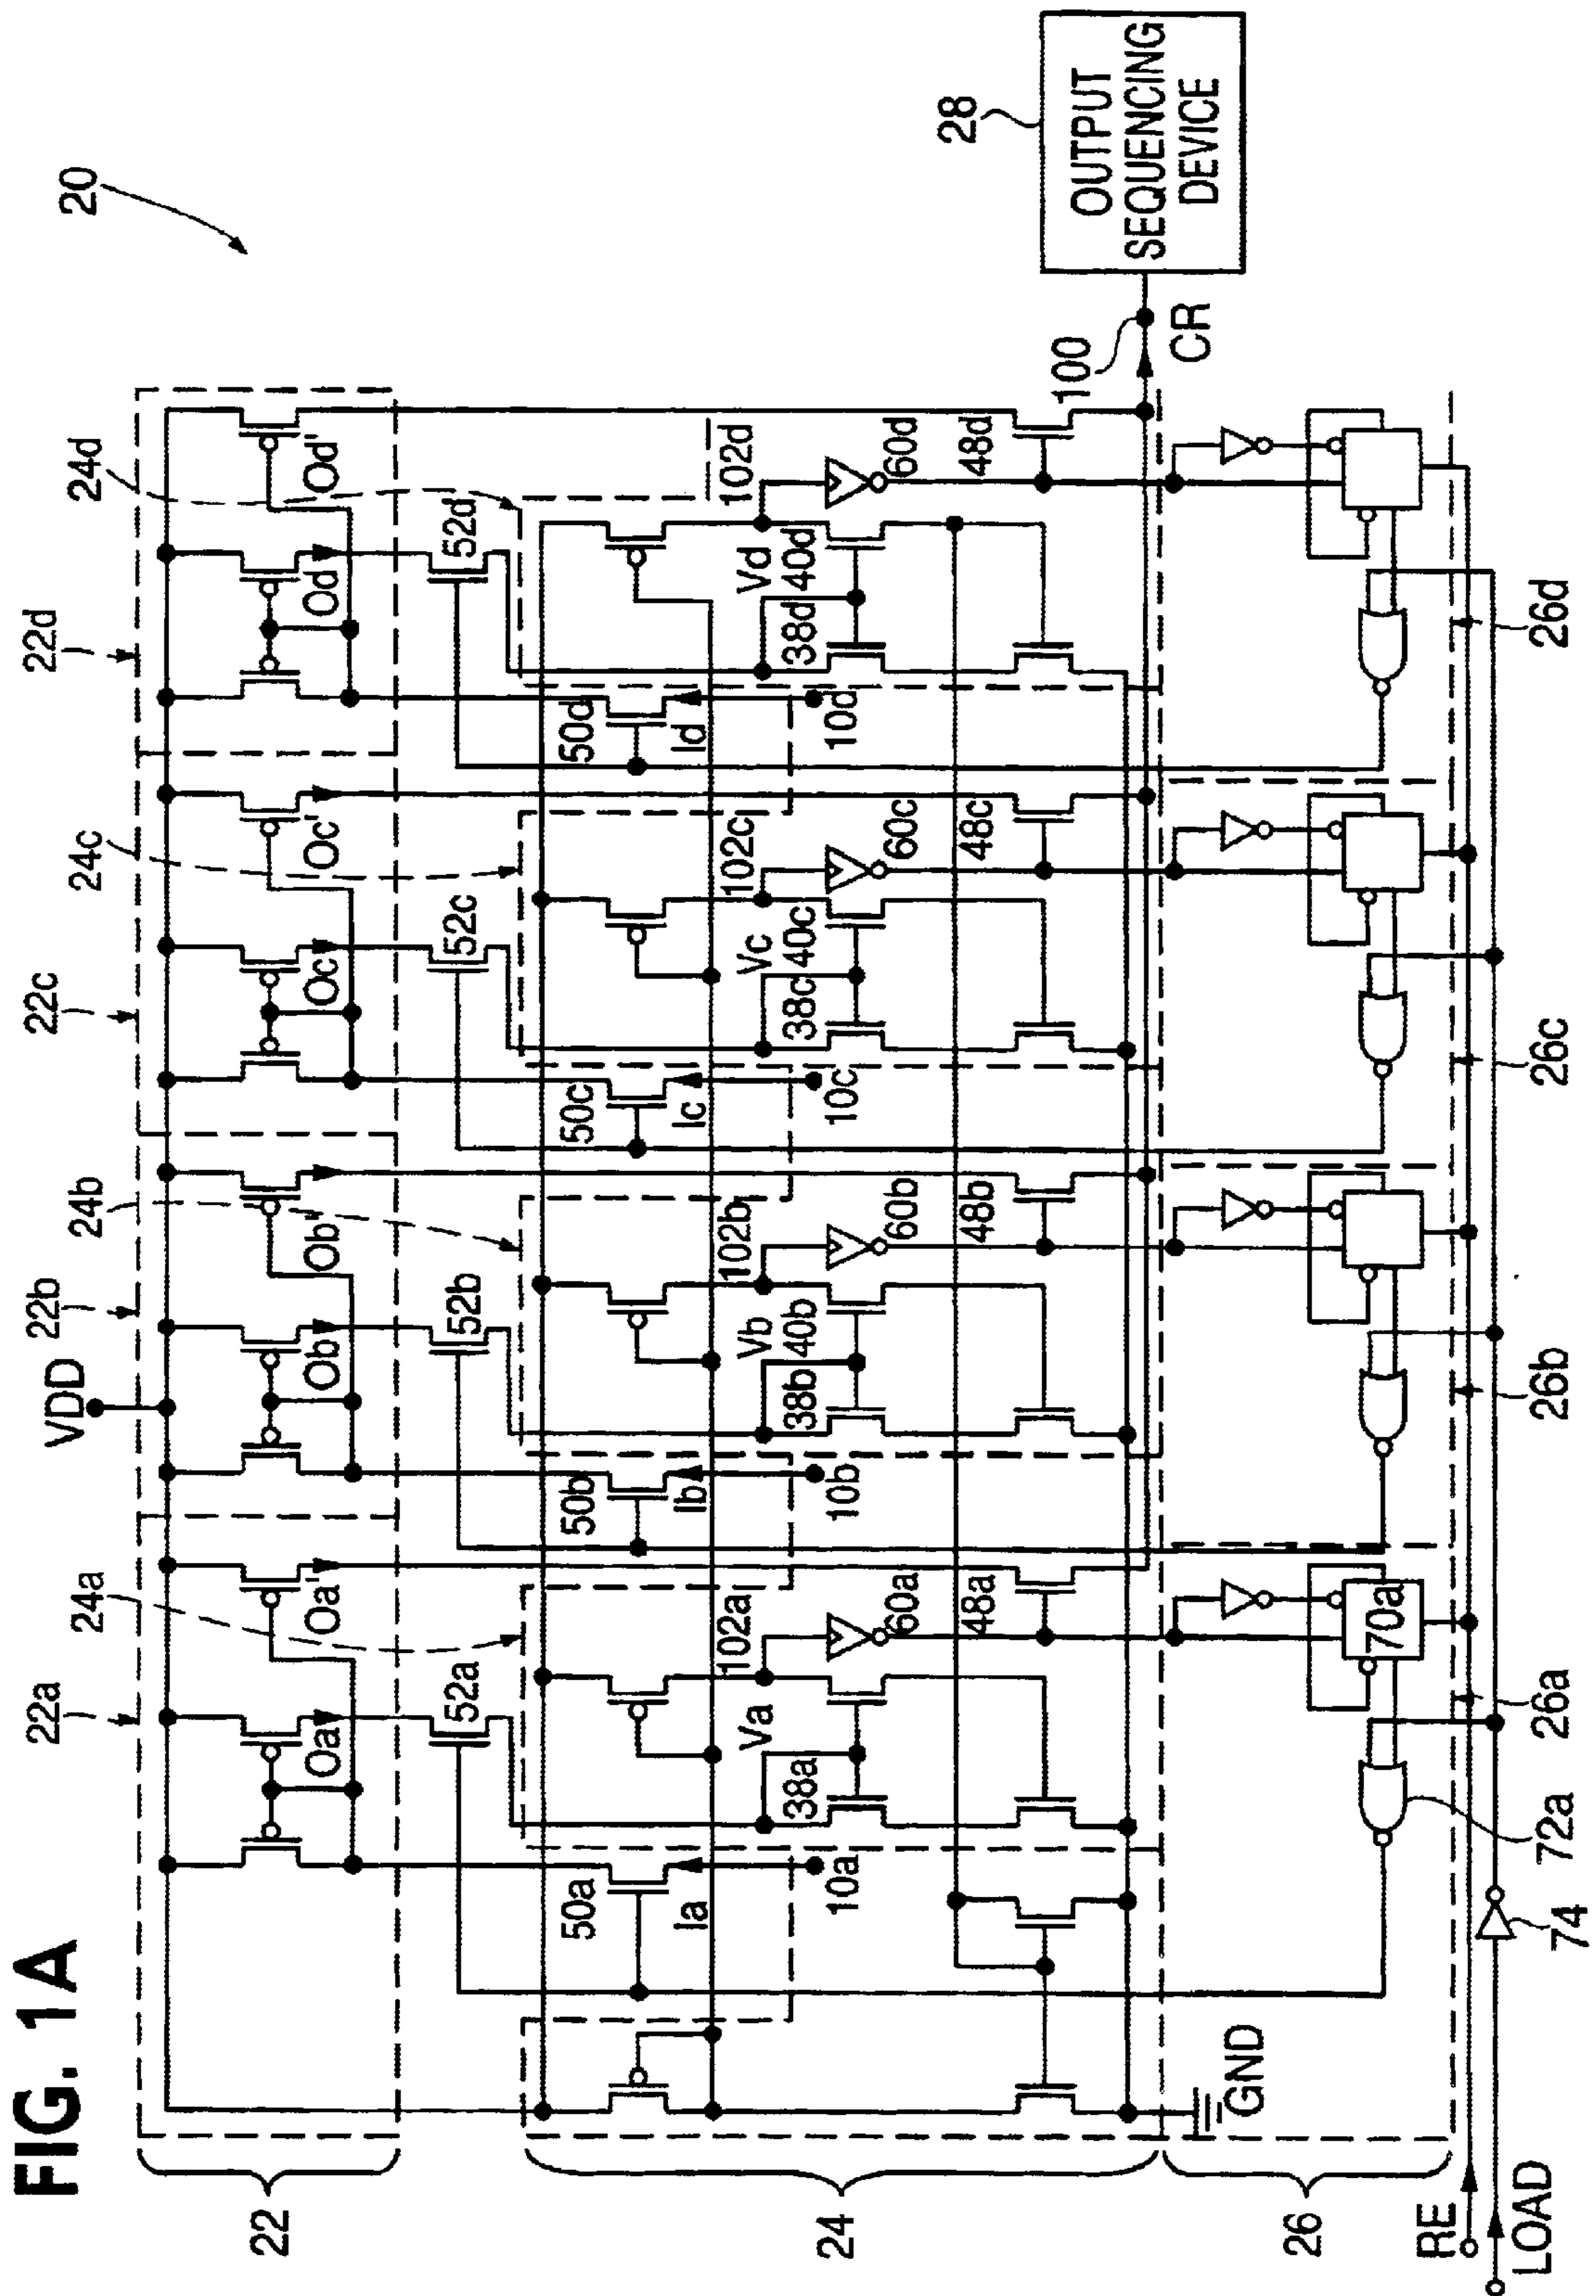 FIG. 1A
20
22a
24a
22b
24b
22c
24c
22d
24d
VDD
22
Oa
Oa'
Ob
Ob'
Oc
Oc'
Od
Od'
52a
52b
52c
52d
50a
50b
50c
50d
Ia
Ib
Ic
Id
10a
10b
10c
10d
24
Va
Vb
Vc
Vd
102a
102b
102c
102d
38a
38b
40b
38c
40c
38d
40d
60a
60b
60c
60d
48a
48b
48c
48d
100
CR
28
OUTPUT
SEQUENCING
DEVICE
GND
26
70a
72a
74
26a
26b
26c
26d
RE
LOAD